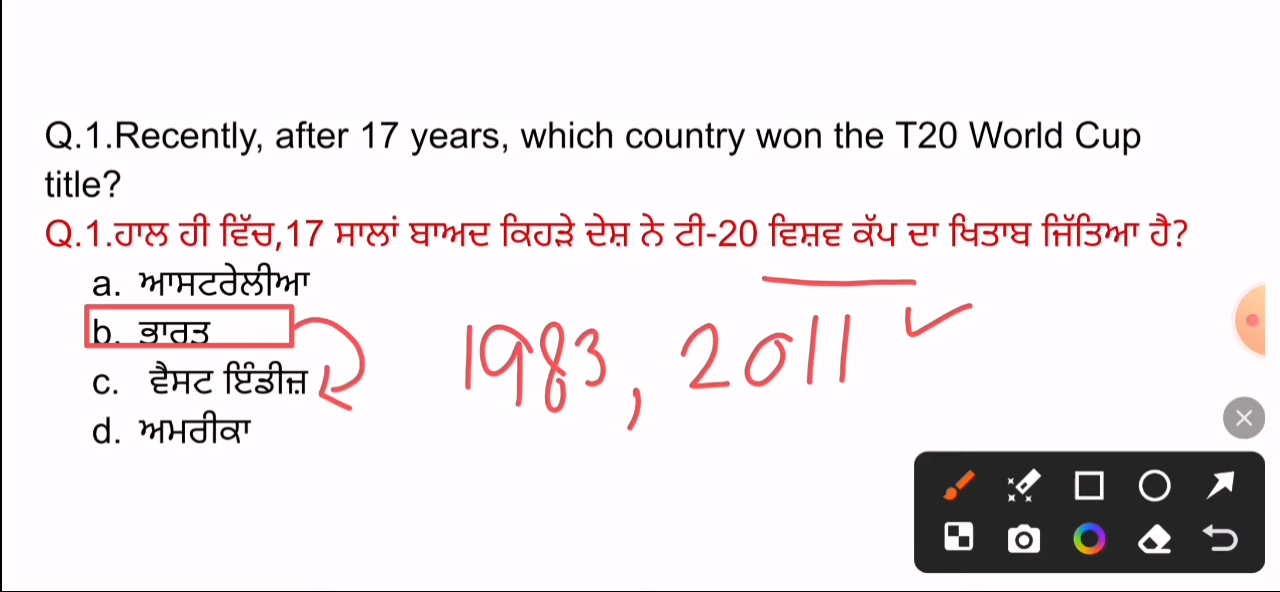 Q.1.Recently, after 17 years, which country won the T20 World Cup
title?
Q.1.ਹਾਲ ਹੀ ਵਿੱਚ,17 ਸਾਲਾਂ ਬਾਅਦ ਕਿਹੜੇ ਦੇਸ਼ ਨੇ ਟੀ-20 ਵਿਸ਼ਵ ਕੱਪ ਦਾ ਖਿਤਾਬ ਜਿੱਤਿਆ ਹੈ?
a. ਆਸਟਰੇਲੀਆ
b. ਭਾਰਤ
1983, 2011
c. ਵੈਸਟ ਇੰਡੀਜ਼
d. ਅਮਰੀਕਾ